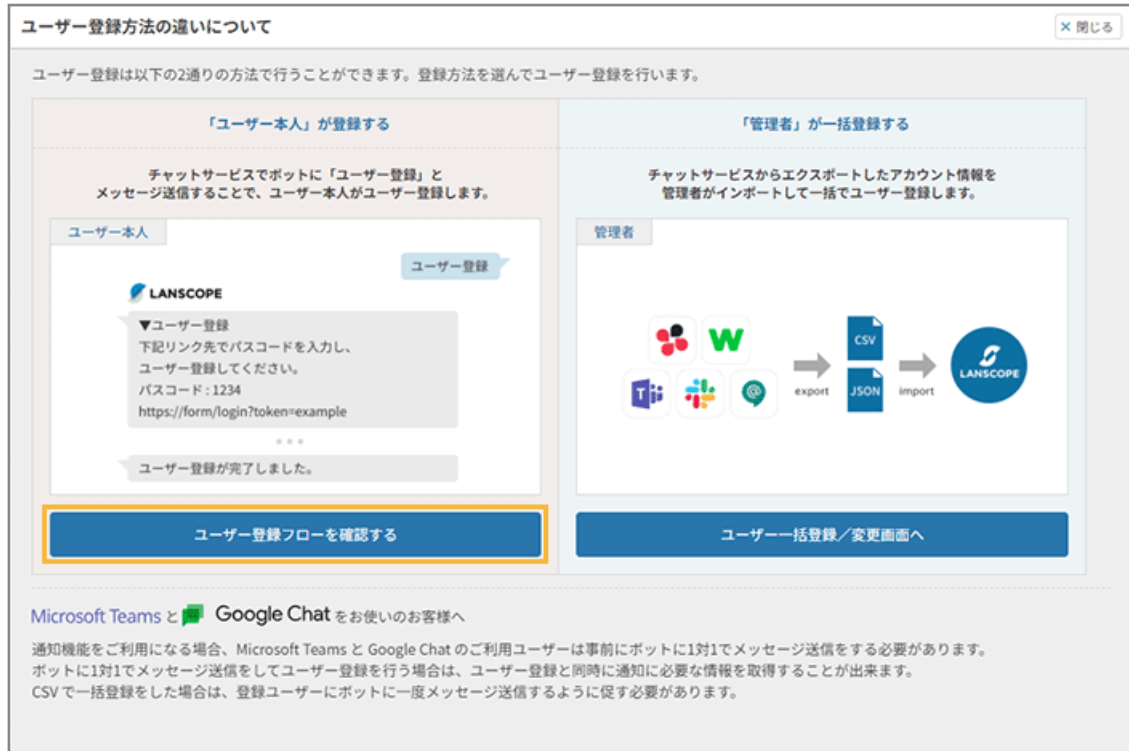 ユーザー登録方法の違いについて
× 閉じる
ユーザー登録は以下の2通りの方法で行うことができます。登録方法を選んでユーザー登録を行います。
「ユーザー本人」が登録する
チャットサービスでボットに「ユーザー登録」と
メッセージ送信することで、ユーザー本人がユーザー登録します。
ユーザー本人
ユーザー登録
LANSCOPE
▼ユーザー登録
下記リンク先でパスコードを入力し、
ユーザー登録してください。
パスコード : 1234
https://form/login?token=example
ユーザー登録が完了しました。
ユーザー登録フローを確認する
「管理者」が一括登録する
チャットサービスからエクスポートしたアカウント情報を
管理者がインポートして一括でユーザー登録します。
管理者
W
T
export
CSV
JSON
import
LANSCOPE
ユーザー一括登録／変更画面へ
Microsoft Teams と Google Chat をお使いのお客様へ
通知機能をご利用になる場合、Microsoft Teams と Google Chat のご利用ユーザーは事前にボットに1対1でメッセージ送信をする必要があります。
ボットに1対1でメッセージ送信をしてユーザー登録を行う場合は、ユーザー登録と同時に通知に必要な情報を取得することが出来ます。
CSV で一括登録をした場合は、登録ユーザーにボットに一度メッセージ送信するように促す必要があります。